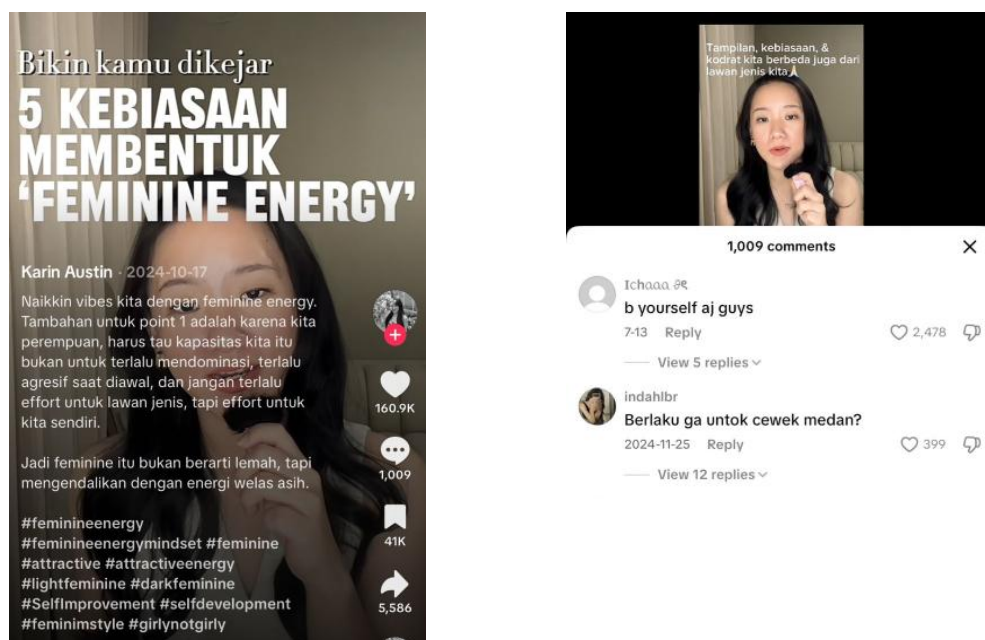 Bikin kamu dikejar
5 KEBIASAAN
MEMBENTUK
‘FEMININE ENERGY’
Karin Austin · 2024-10-17
Naikkin vibes kita dengan feminine energy.
Tambahan untuk point 1 adalah karena kita
perempuan, harus tau kapasitas kita itu
bukan untuk terlalu mendominasi, terlalu
agresif saat diawal, dan jangan terlalu
effort untuk lawan jenis, tapi effort untuk
kita sendiri.
Jadi feminine itu bukan berarti lemah, tapi
mengendalikan dengan energi welas asih.
#feminineenergy
#feminineenergymindset #feminine
#attractive #attractiveenergy
#lightfeminine #darkfeminine
#SelfImprovement #selfdevelopment
#feminimstyle #girlynotgirly
160.9K
1,009
41K
5,586
Tampilan, kebiasaan, &
kodrat kita berbeda juga dari
lawan jenis kita🙏
1,009 comments
b yourself aj guys
7-13 Reply
2,478
View 5 replies
indahlbr
Berlaku ga untok cewek medan?
2024-11-25 Reply
399
View 12 replies